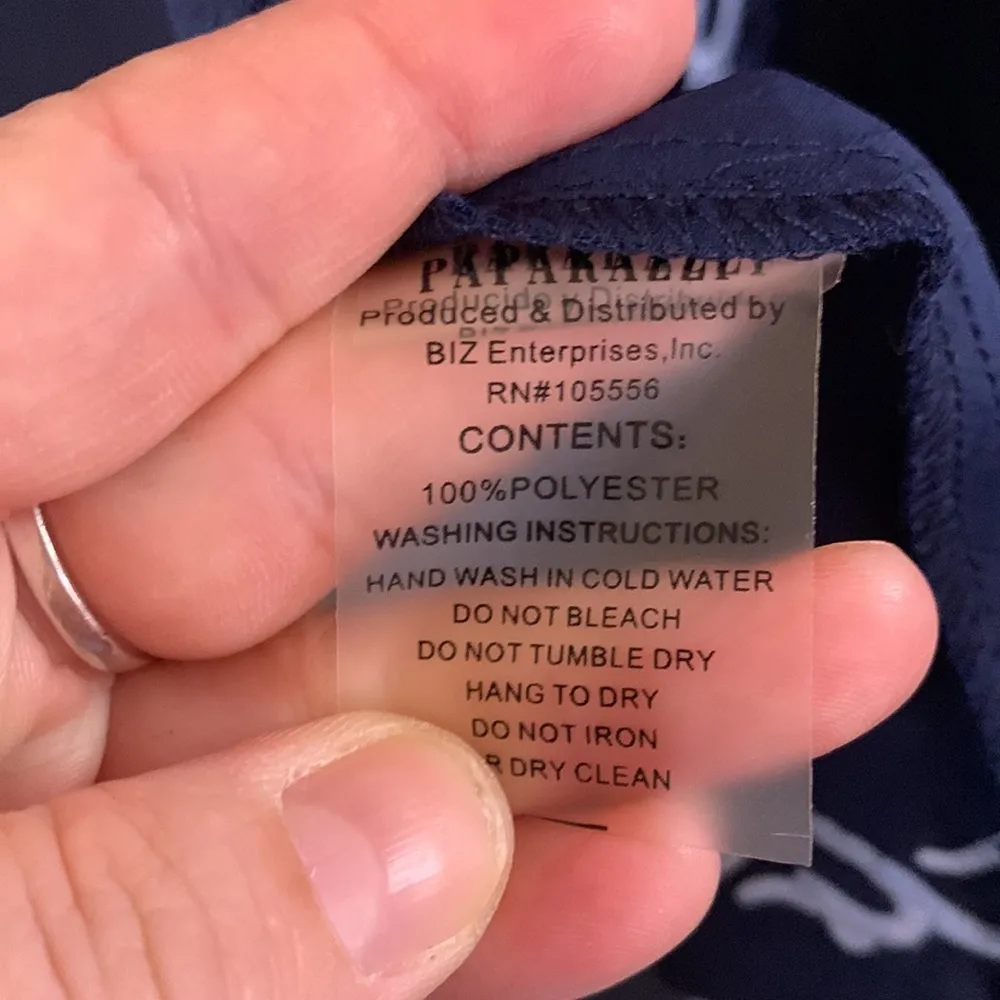 PAPARAZZI
Produced & Distributed by
BIZ Enterprises,Inc.
RN#105556
CONTENTS:
100%POLYESTER
WASHING INSTRUCTIONS:
HAND WASH IN COLD WATER
DO NOT BLEACH
DO NOT TUMBLE DRY
HANG TO DRY
DO NOT IRON
R DRY CLEAN